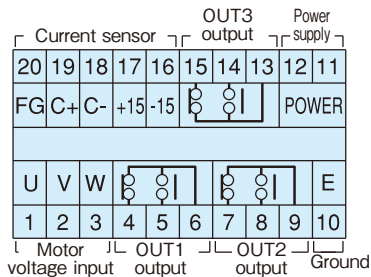 OUT3 Power
Current sensor output supply
20 19 18 17 16 15 14 13 12 11
FG C+ C- +15 -15 POWER
U V W E
1 2 3 4 5 6 7 8 9 10
Motor OUT1 OUT2 Ground
voltage input output output